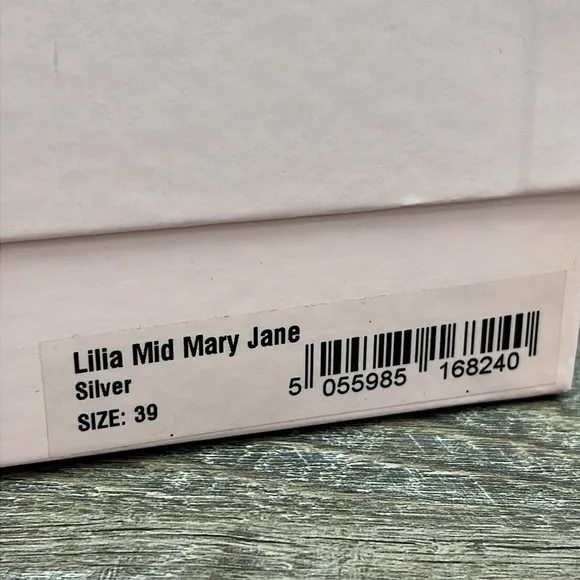 Lilia Mid Mary Jane
Silver
SIZE: 39
5 055985 168240